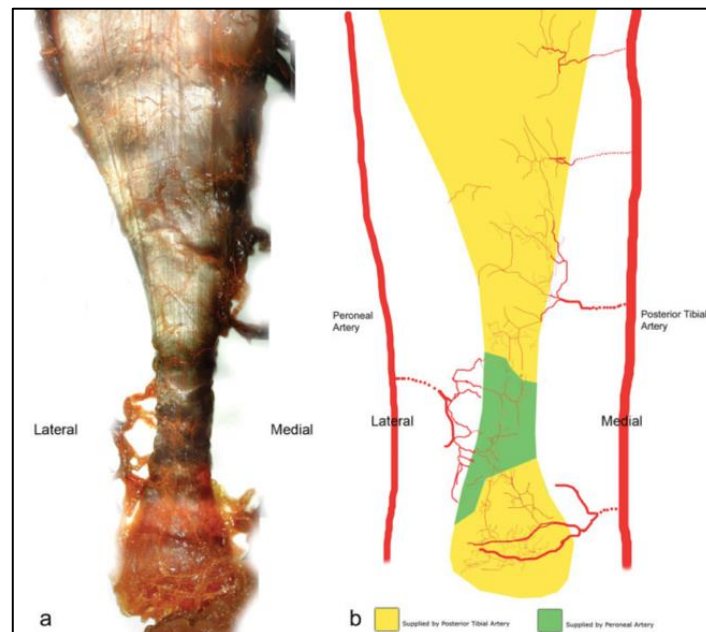 Peroneal
Artery
Posterior Tibial
Artery
Lateral
Medial
Lateral
Medial
a
b
Supplied by Posterior Tibial Artery
Supplied by Peroneal Artery